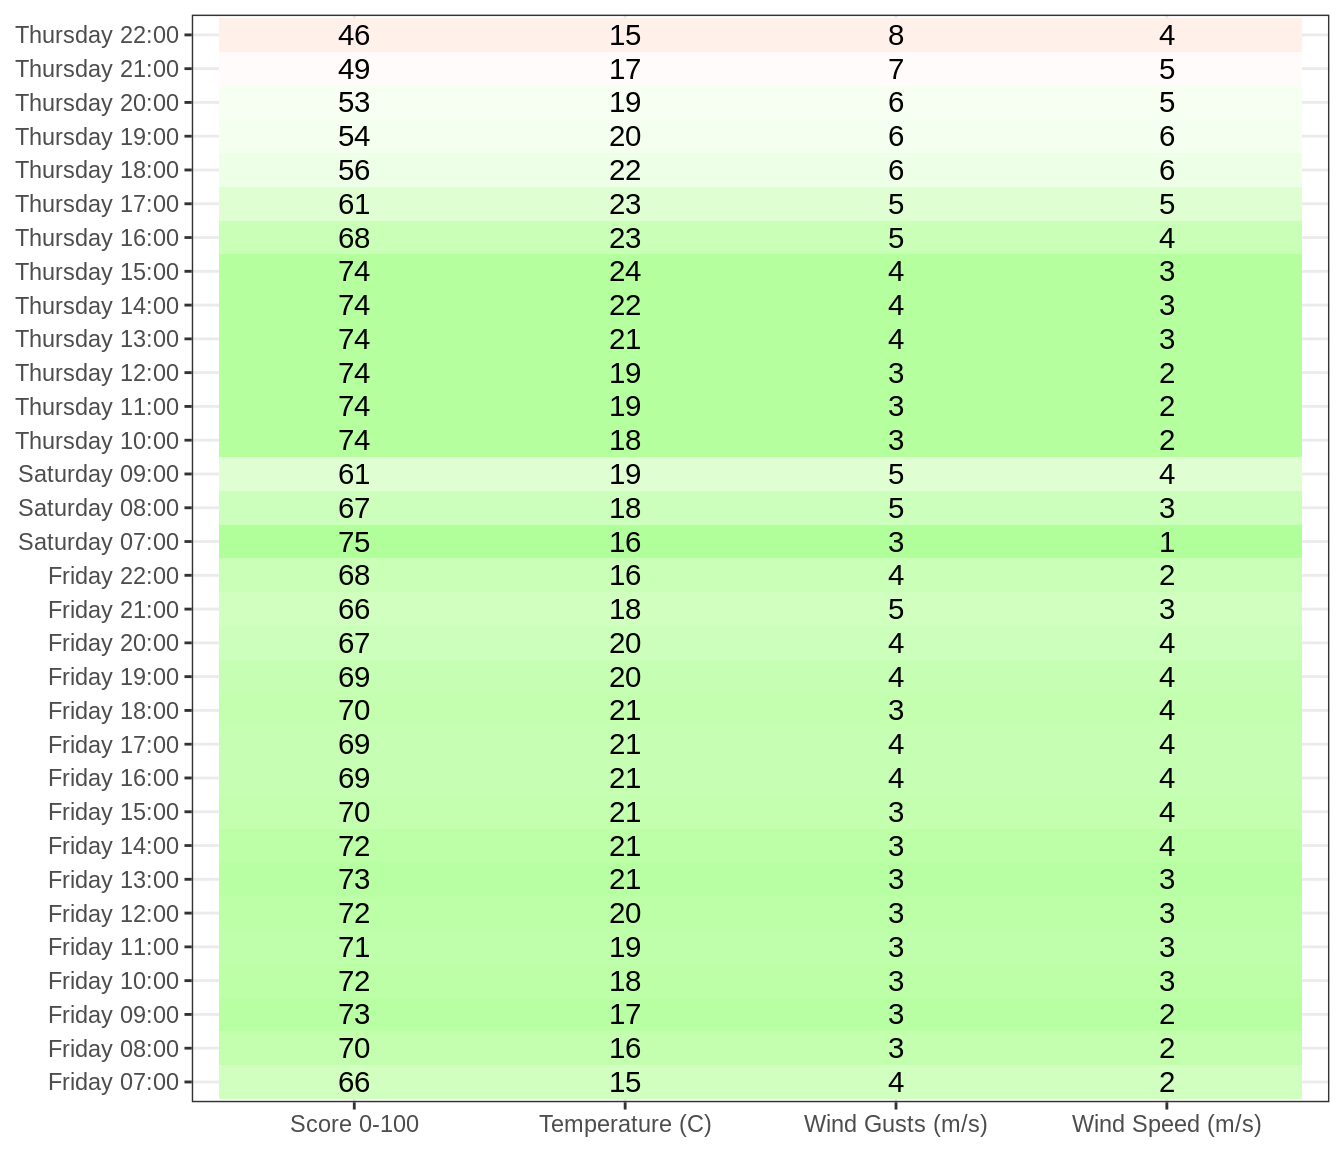 Thursday 22:00 46 15 8 4
Thursday 21:00 49 17 7 5
Thursday 20:00 53 19 6 5
Thursday 19:00 54 20 6 6
Thursday 18:00 56 22 6 6
Thursday 17:00 61 23 5 5
Thursday 16:00 68 23 5 4
Thursday 15:00 74 24 4 3
Thursday 14:00 74 22 4 3
Thursday 13:00 74 21 4 3
Thursday 12:00 74 19 3 2
Thursday 11:00 74 19 3 2
Thursday 10:00 74 18 3 2
Saturday 09:00 61 19 5 4
Saturday 08:00 67 18 5 3
Saturday 07:00 75 16 3 1
Friday 22:00 68 16 4 2
Friday 21:00 66 18 5 3
Friday 20:00 67 20 4 4
Friday 19:00 69 20 4 4
Friday 18:00 70 21 3 4
Friday 17:00 69 21 4 4
Friday 16:00 69 21 4 4
Friday 15:00 70 21 3 4
Friday 14:00 72 21 3 4
Friday 13:00 73 21 3 3
Friday 12:00 72 20 3 3
Friday 11:00 71 19 3 3
Friday 10:00 72 18 3 3
Friday 09:00 73 17 3 2
Friday 08:00 70 16 3 2
Friday 07:00 66 15 4 2
Score 0-100 Temperature (C) Wind Gusts (m/s) Wind Speed (m/s)